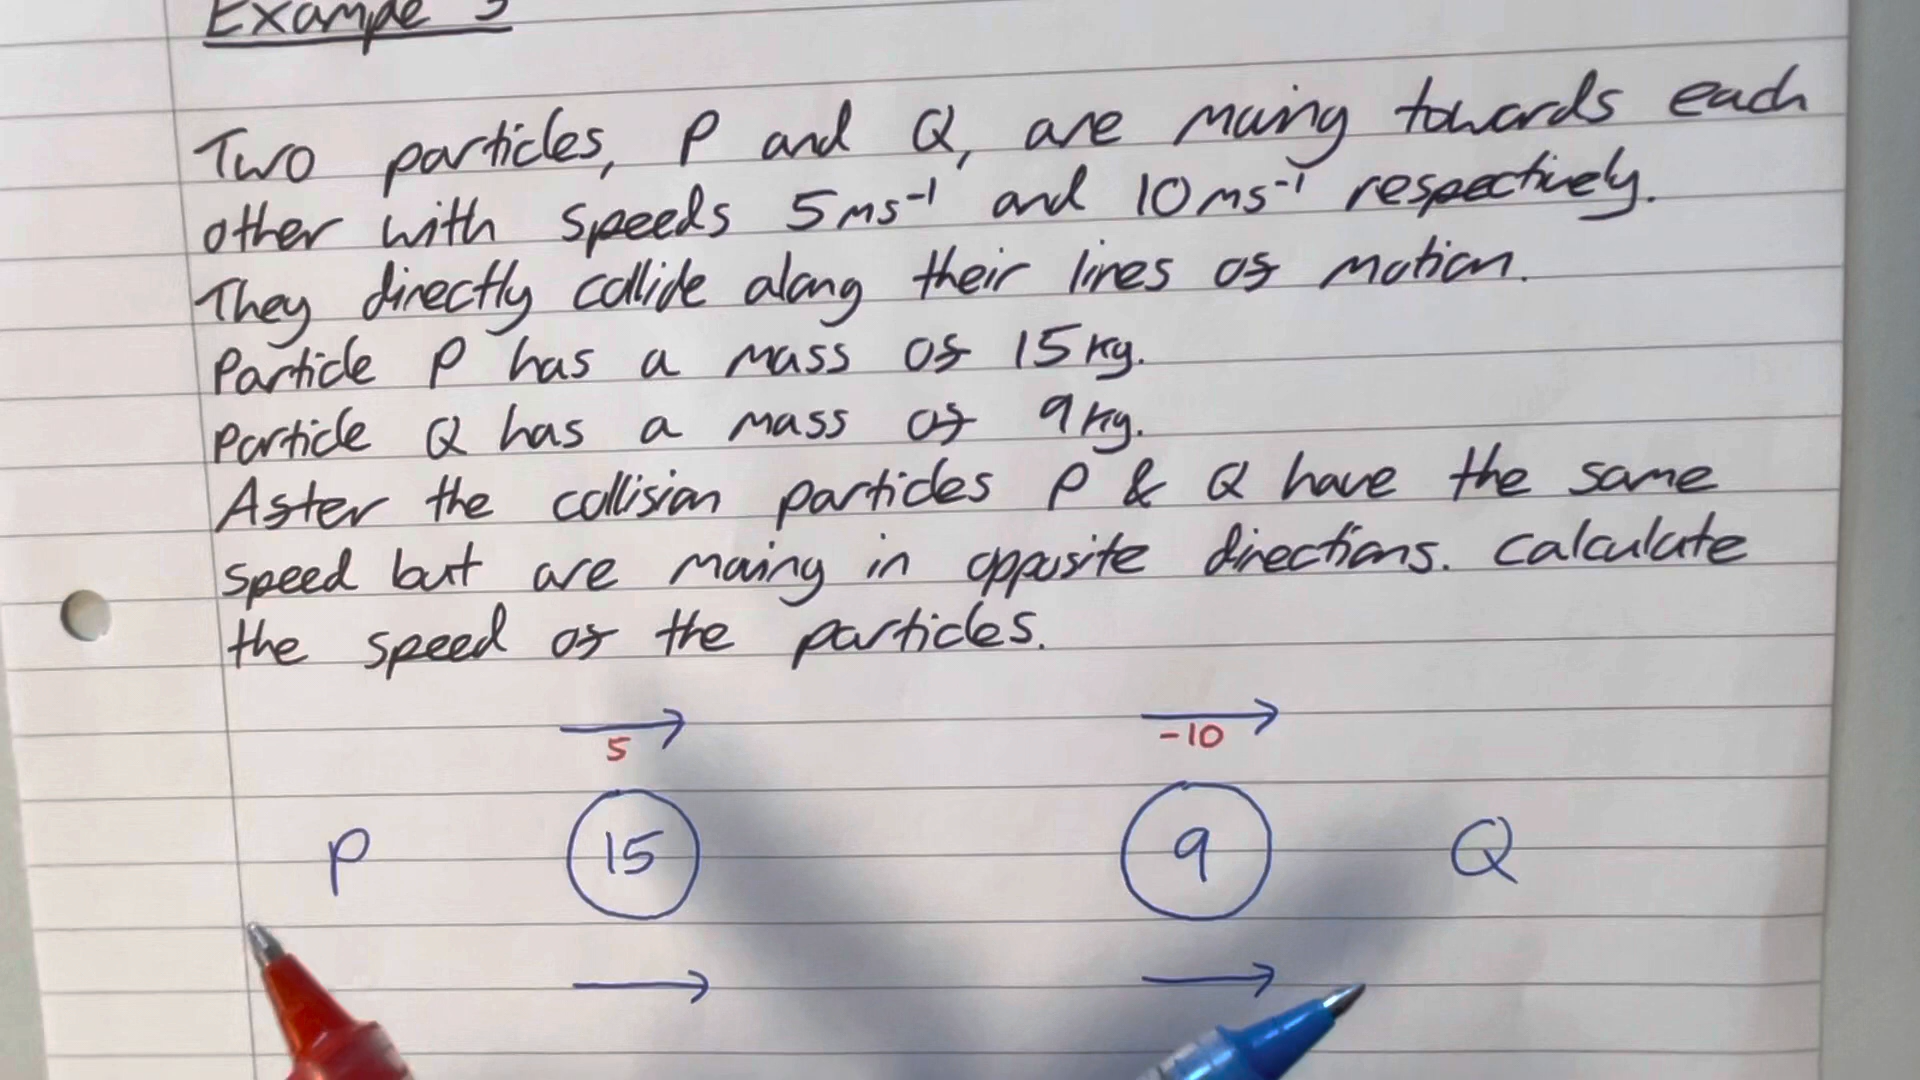 Example 3
Two particles, P and Q, are moving towards each
other with speeds 5ms⁻¹ and 10ms⁻¹ respectively.
They directly collide along their lines of motion.
Particle P has a mass of 15kg.
Particle Q has a mass of 9kg.
After the collision particles P & Q have the same
speed but are moving in opposite directions. Calculate
the speed of the particles.
5 -10
P 15 9 Q